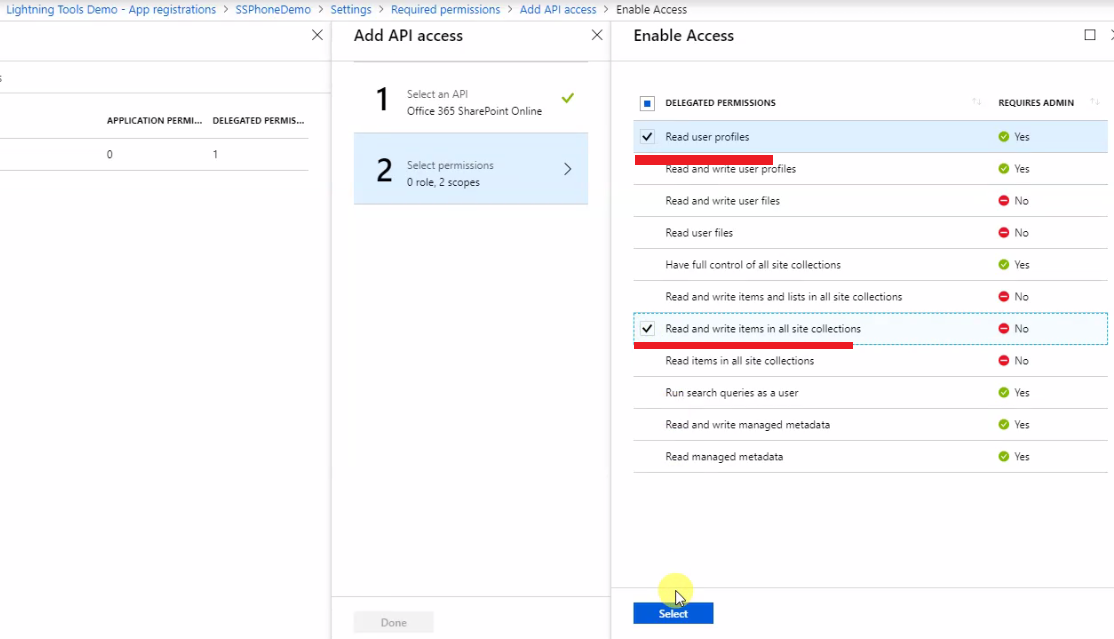 Lightning Tools Demo - App registrations > SSPhoneDemo > Settings > Required permissions > Add API access > Enable Access
s
APPLICATION PERMI... DELEGATED PERMIS...
0 1
Add API access
1 Select an API
Office 365 SharePoint Online
2 Select permissions
0 role, 2 scopes
Done
Enable Access
DELEGATED PERMISSIONS REQUIRES ADMIN
Read user profiles Yes
Read and write user profiles Yes
Read and write user files No
Read user files No
Have full control of all site collections Yes
Read and write items and lists in all site collections No
Read and write items in all site collections No
Read items in all site collections No
Run search queries as a user Yes
Read and write managed metadata Yes
Read managed metadata Yes
Select